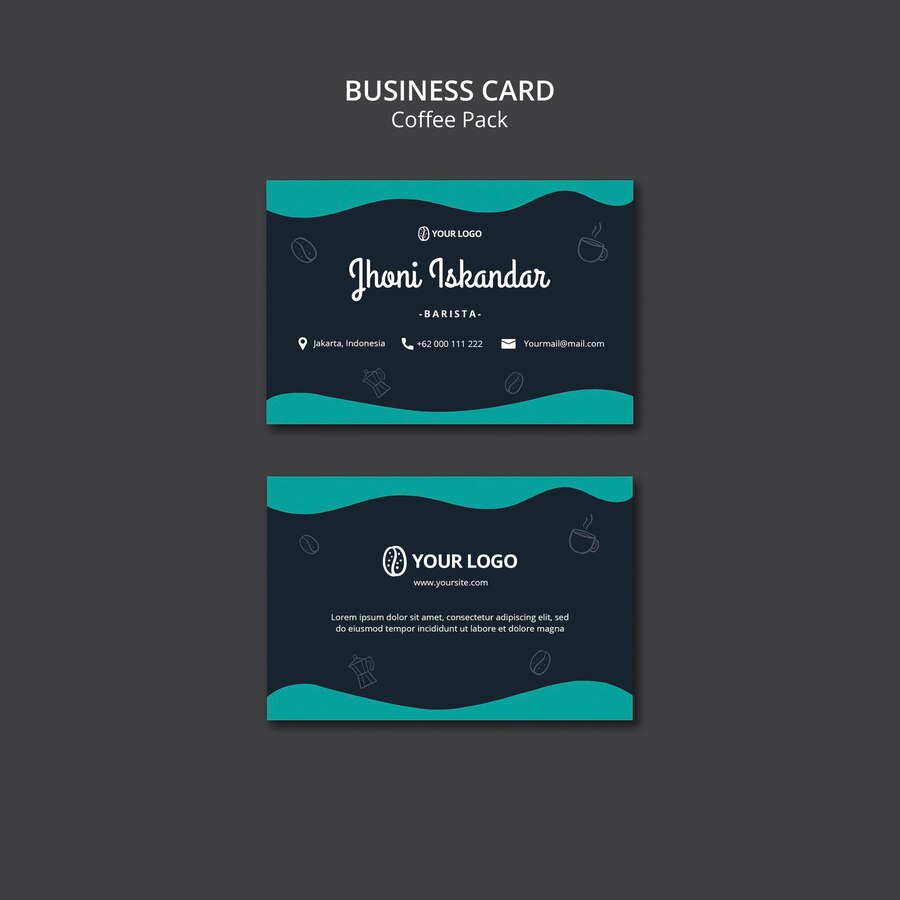 BUSINESS CARD
Coffee Pack
YOUR LOGO
Jhoni Iskandar
-BARISTA-
Jakarta, Indonesia +62 000 111 222 Yourmail@mail.com
YOUR LOGO
www.yoursite.com
Lorem ipsum dolor sit amet, consectetur adipiscing elit, sed
do eiusmod tempor incididunt ut labore et dolore magna